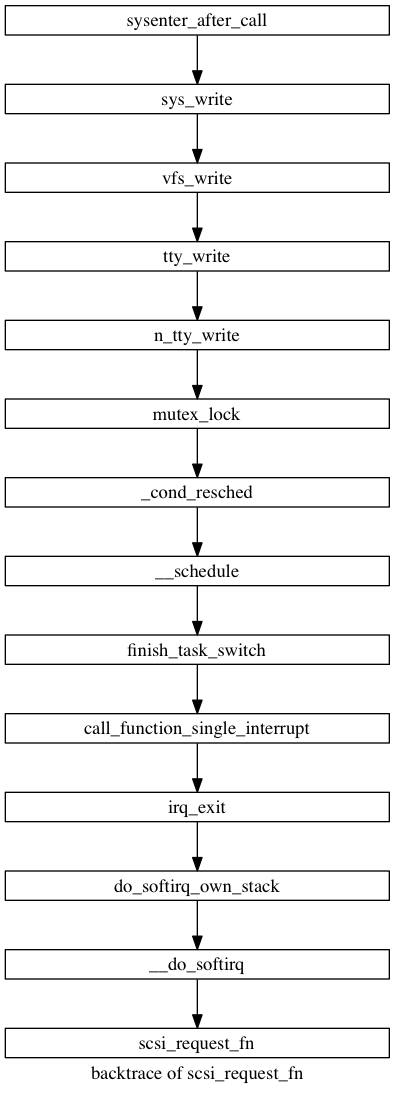 sysenter_after_call
sys_write
vfs_write
tty_write
n_tty_write
mutex_lock
_cond_resched
__schedule
finish_task_switch
call_function_single_interrupt
irq_exit
do_softirq_own_stack
__do_softirq
scsi_request_fn
backtrace of scsi_request_fn